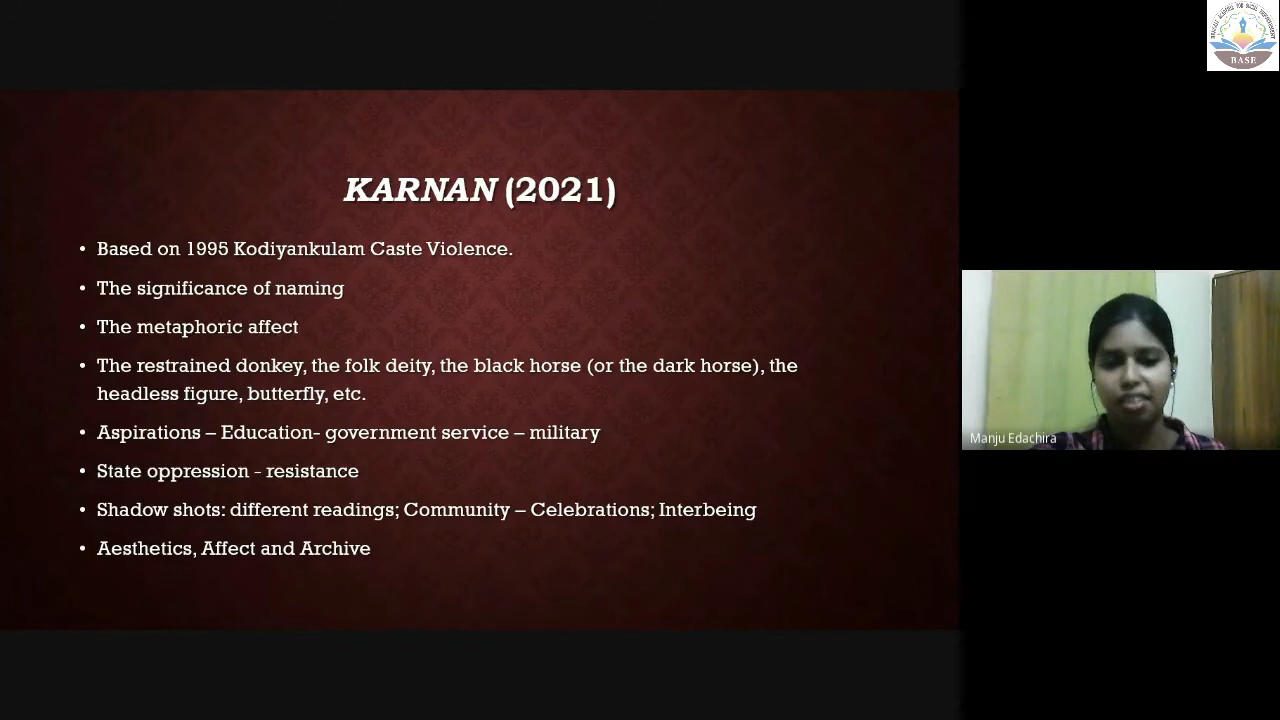 KARNAN (2021)
• Based on 1995 Kodiyankulam Caste Violence.
• The significance of naming
• The metaphoric affect
• The restrained donkey, the folk deity, the black horse (or the dark horse), the
headless figure, butterfly, etc.
• Aspirations – Education- government service – military
• State oppression - resistance
• Shadow shots: different readings; Community – Celebrations; Interbeing
• Aesthetics, Affect and Archive
Manju Edachira
BASE